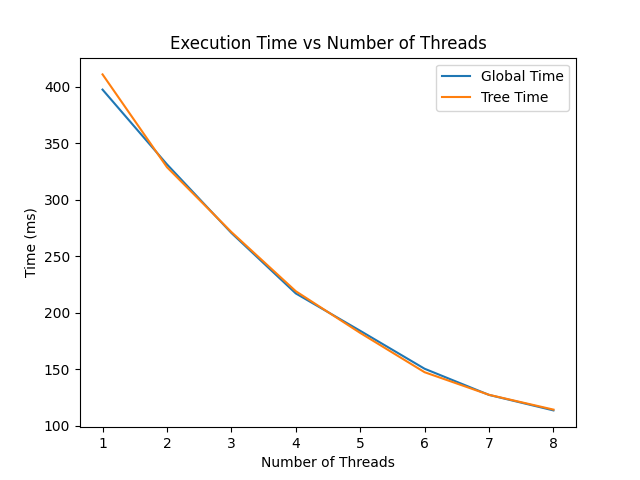 Execution Time vs Number of Threads
Global Time
Tree Time
400
350
300
250
200
150
100
Time (ms)
1 2 3 4 5 6 7 8
Number of Threads